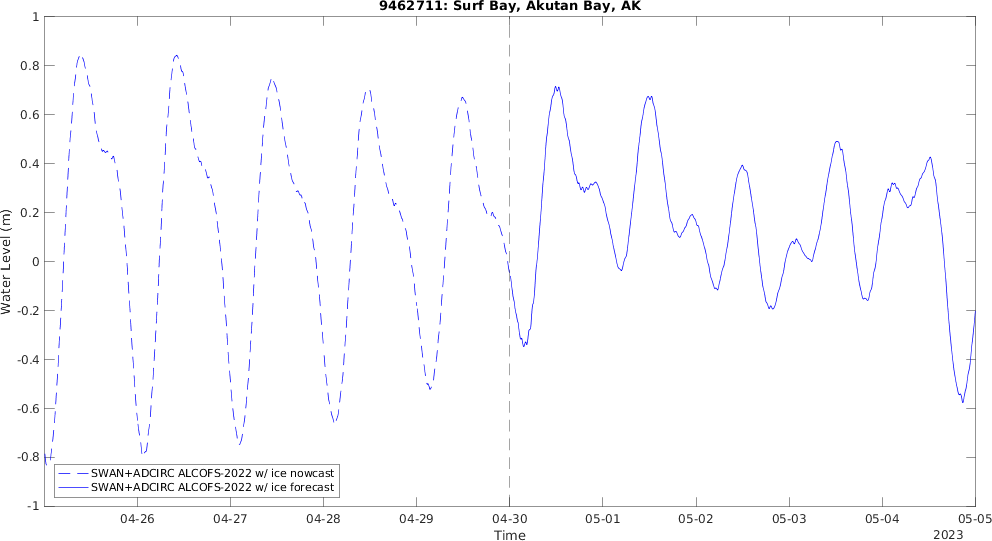 9462711: Surf Bay, Akutan Bay, AK
1
0.8
0.6
0.4
0.2
0
-0.2
-0.4
-0.6
-0.8
-1
Water Level (m)
SWAN+ADCIRC ALCOFS-2022 w/ ice nowcast
SWAN+ADCIRC ALCOFS-2022 w/ ice forecast
04-26 04-27 04-28 04-29 04-30 05-01 05-02 05-03 05-04 05-05
Time
2023